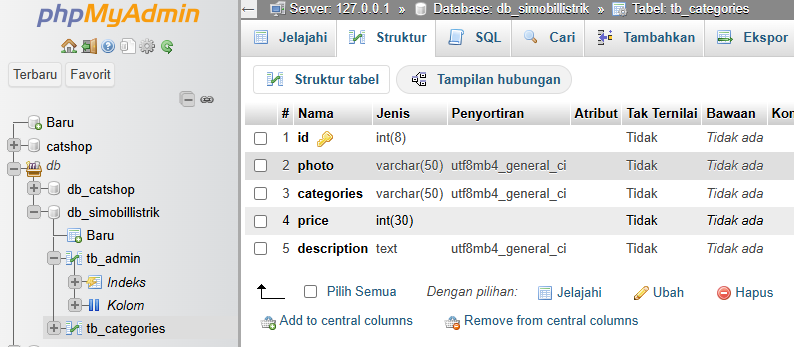 phpMyAdmin
Terbaru Favorit
Baru
catshop
db
db_catshop
db_simobillistrik
Baru
tb_admin
Indeks
Kolom
tb_categories
Server: 127.0.0.1 » Database: db_simobillistrik » Tabel: tb_categories
Jelajahi Struktur SQL Cari Tambahkan Ekspor
Struktur tabel Tampilan hubungan
# Nama Jenis Penyortiran Atribut Tak Ternilai Bawaan
1 id int(8) Tidak Tidak ada
2 photo varchar(50) utf8mb4_general_ci Tidak Tidak ada
3 categories varchar(50) utf8mb4_general_ci Tidak Tidak ada
4 price int(30) Tidak Tidak ada
5 description text utf8mb4_general_ci Tidak Tidak ada
Pilih Semua Dengan pilihan: Jelajahi Ubah Hapus
Add to central columns Remove from central columns